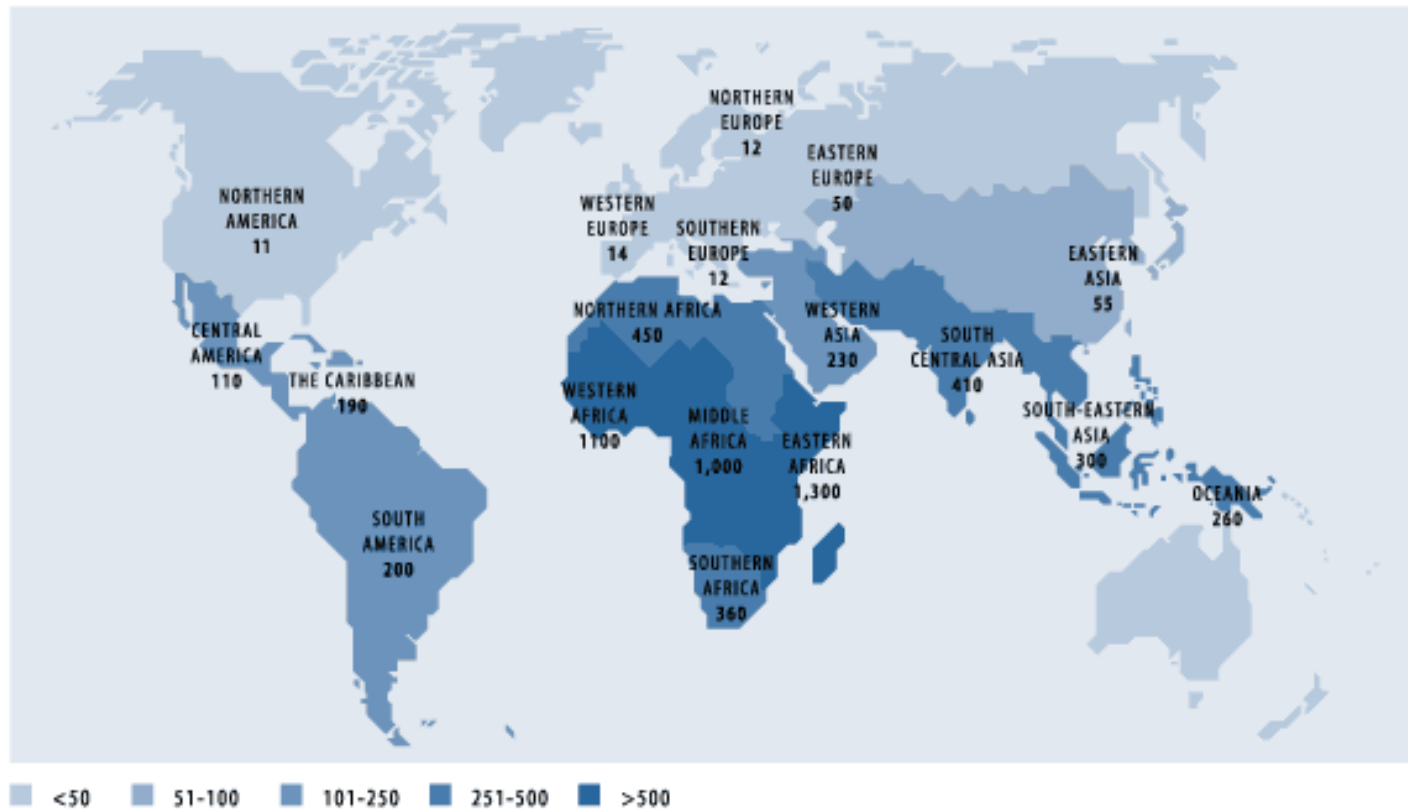 NORTHERN
EUROPE
12
EASTERN
EUROPE
50
NORTHERN
AMERICA
11
WESTERN
EUROPE
14
SOUTHERN
EUROPE
12
EASTERN
ASIA
55
NORTHERN AFRICA
450
WESTERN
ASIA
230
CENTRAL
AMERICA
110
SOUTH
CENTRAL ASIA
410
THE CARIBBEAN
190
WESTERN
AFRICA
1100
MIDDLE
AFRICA
1,000
EASTERN
AFRICA
1,300
SOUTH-EASTERN
ASIA
300
OCEANIA
260
SOUTH
AMERICA
200
SOUTHERN
AFRICA
360
<50 51-100 101-250 251-500 >500